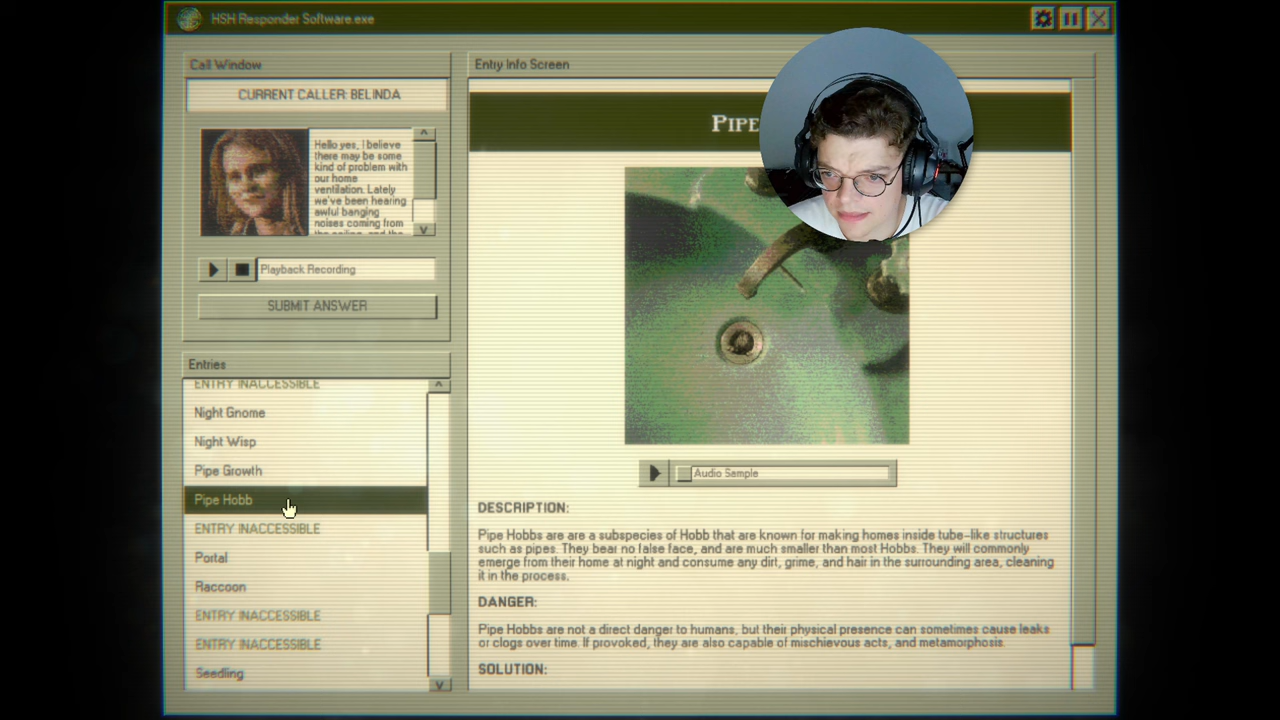 HSH Responder Software.exe
Call Window
CURRENT CALLER: BELINDA
Hello yes, I believe
there may be some
kind of problem with
our home
ventilation. Lately
we've been hearing
awful banging
noises coming from
the ceiling, and the
Playback Recording
SUBMIT ANSWER
Entries
ENTRY INACCESSIBLE
Night Gnome
Night Wisp
Pipe Growth
Pipe Hobb
ENTRY INACCESSIBLE
Portal
Raccoon
ENTRY INACCESSIBLE
ENTRY INACCESSIBLE
Seedling
Entry Info Screen
PIPE
Audio Sample
DESCRIPTION:
Pipe Hobbs are are a subspecies of Hobb that are known for making homes inside tube-like structures
such as pipes. They bear no false face, and are much smaller than most Hobbs. They will commonly
emerge from their home at night and consume any dirt, grime, and hair in the surrounding area, cleaning
it in the process.
DANGER:
Pipe Hobbs are not a direct danger to humans, but their physical presence can sometimes cause leaks
or clogs over time. If provoked, they are also capable of mischievous acts, and metamorphosis.
SOLUTION: